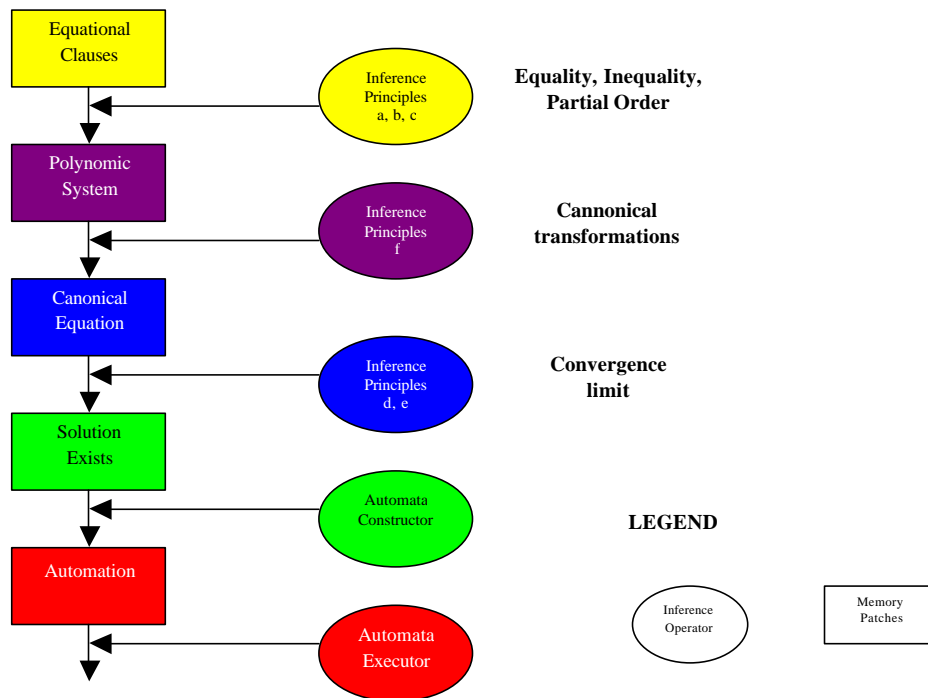 Equational
Clauses
Inference
Principles
a, b, c
Equality, Inequality,
Partial Order
Polynomic
System
Inference
Principles
f
Cannonical
transformations
Canonical
Equation
Inference
Principles
d, e
Convergence
limit
Solution
Exists
Automata
Constructor
LEGEND
Automation
Inference
Operator
Memory
Patches
Automata
Executor